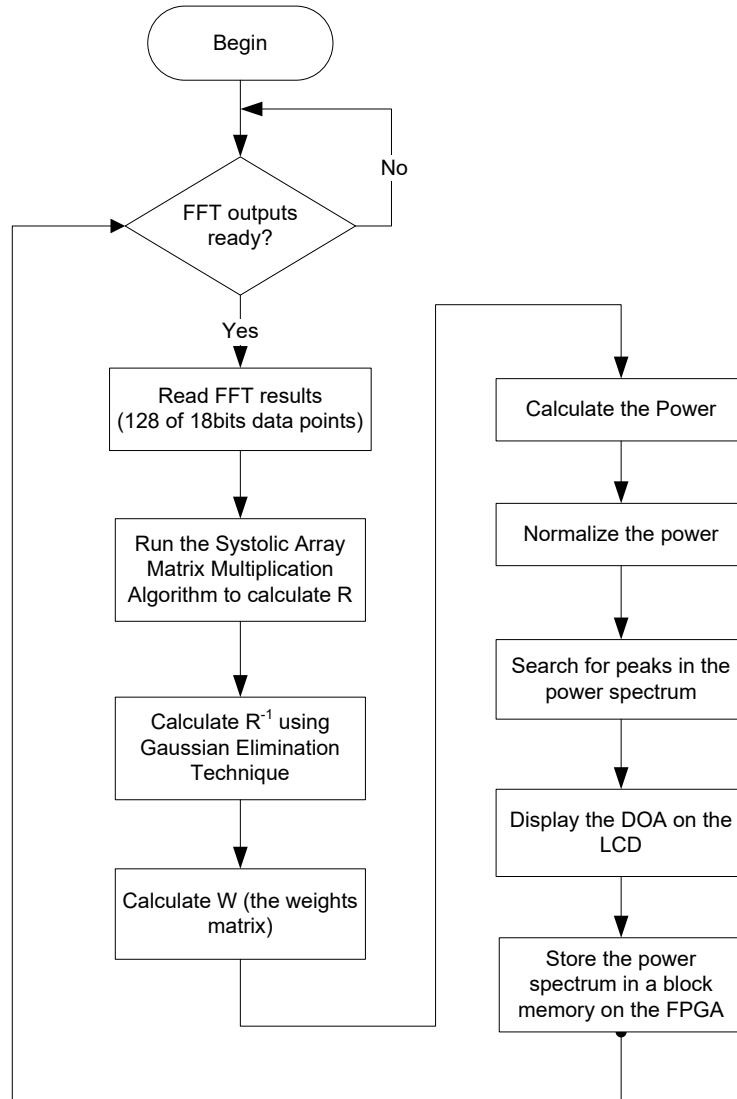 Begin
No
FFT outputs
ready?
Yes
Read FFT results
(128 of 18bits data points)
Run the Systolic Array
Matrix Multiplication
Algorithm to calculate R
Calculate R⁻¹ using
Gaussian Elimination
Technique
Calculate W (the weights
matrix)
Calculate the Power
Normalize the power
Search for peaks in the
power spectrum
Display the DOA on the
LCD
Store the power
spectrum in a block
memory on the FPGA